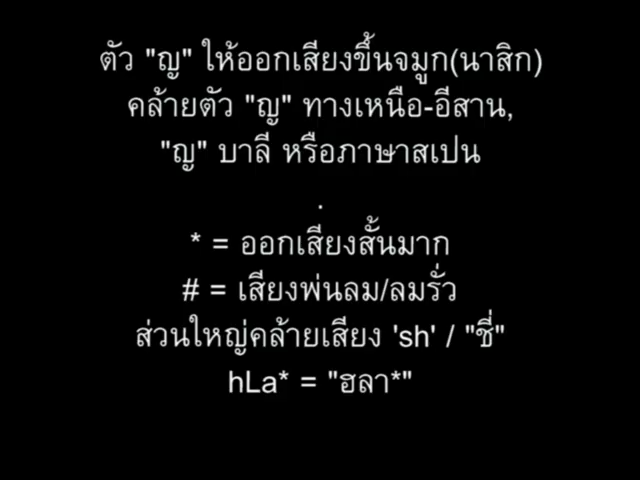 ตัว "ญ" ให้ออกเสียงขึ้นจมูก(นาสิก)
คล้ายตัว "ญ" ทางเหนือ-อีสาน,
"ญ" บาลี หรือภาษาสเปน
.
* = ออกเสียงสั้นมาก
# = เสียงพ่นลม/ลมรั่ว
ส่วนใหญ่คล้ายเสียง 'sh' / "ชี่"
hLa* = "ฮลา*"